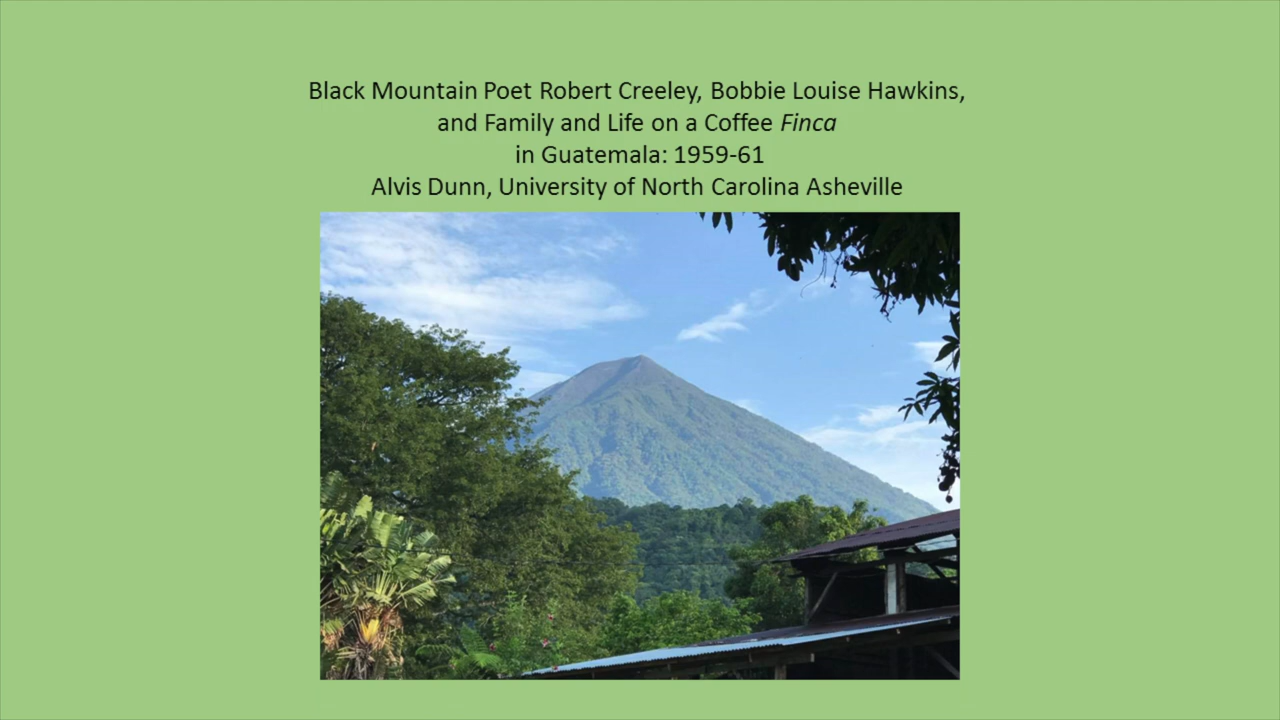 Black Mountain Poet Robert Creeley, Bobbie Louise Hawkins,
and Family and Life on a Coffee Finca
in Guatemala: 1959-61
Alvis Dunn, University of North Carolina Asheville